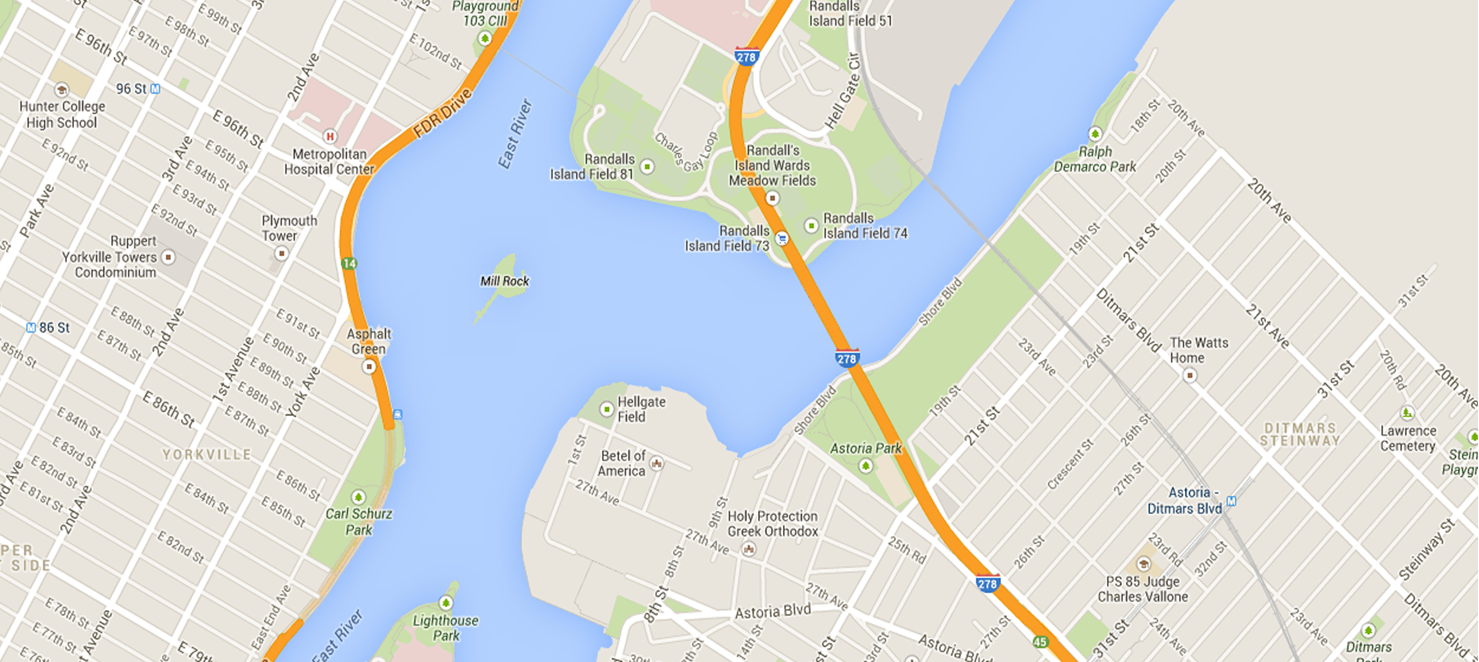 Playground
103 CIII
E 99th St
E 98th St
E 97th St
E 96th St
E 102nd St
2nd Ave
96 St
M
Hunter College
High School
E 96th St
H
Metropolitan
Hospital Center
FDR Drive
East River
E 95th St
E 94th St
E 93rd St
E 92nd St
E 92nd St
3rd Ave
Park Ave
Plymouth
Tower
Ruppert
Yorkville Towers
Condominium
14
Mill Rock
M
86 St
85th St
E 88th St
E 87th St
2nd Ave
1st Avenue
York Ave
E 91st St
E 90th St
E 89th St
E 88th St
E 87th St
E 86th St
Asphalt
Green
E 84th St
E 83rd St
E 82nd St
E 81st St
YORKVILLE
E 86th St
E 85th St
E 84th St
E 82nd St
2nd Ave
Carl Schurz
Park
PER
SIDE
E 78th St
E 77th St
E 79th
East End Ave
East River
Lighthouse
Park
Randalls
Island Field 51
278
Hell Gate Cir
Charles Gay Loop
Randalls
Island Field 81
Randall's
Island Wards
Meadow Fields
Randalls
Island Field 73
Randalls
Island Field 74
278
Shore Blvd
Shore Blvd
Hellgate
Field
1st St
Betel of
America
27th Ave
9th St
Holy Protection
Greek Orthodox
27th Ave
8th St
8th St
27th Ave
Astoria Blvd
14th St
30th
Astoria Blvd
23rd St
Astoria Park
25th Rd
278
45
27th St
26th St
31st St
Ralph
Demarco Park
18th St
20th Ave
20th St
20th Ave
19th St
21st St
Ditmars Blvd
21st Ave
31st St
23rd Ave
23rd St
The Watts
Home
31st St
20th Rd
20th Ave
19th St
21st St
26th St
Crescent St
27th St
DITMARS
STEINWAY
Lawrence
Cemetery
Stein
Playgr
Astoria -
Ditmars Blvd
M
Steinway St
23rd Rd
32nd St
PS 85 Judge
Charles Vallone
24th Ave
23rd Ave
Ditmars Blvd
Ditmars